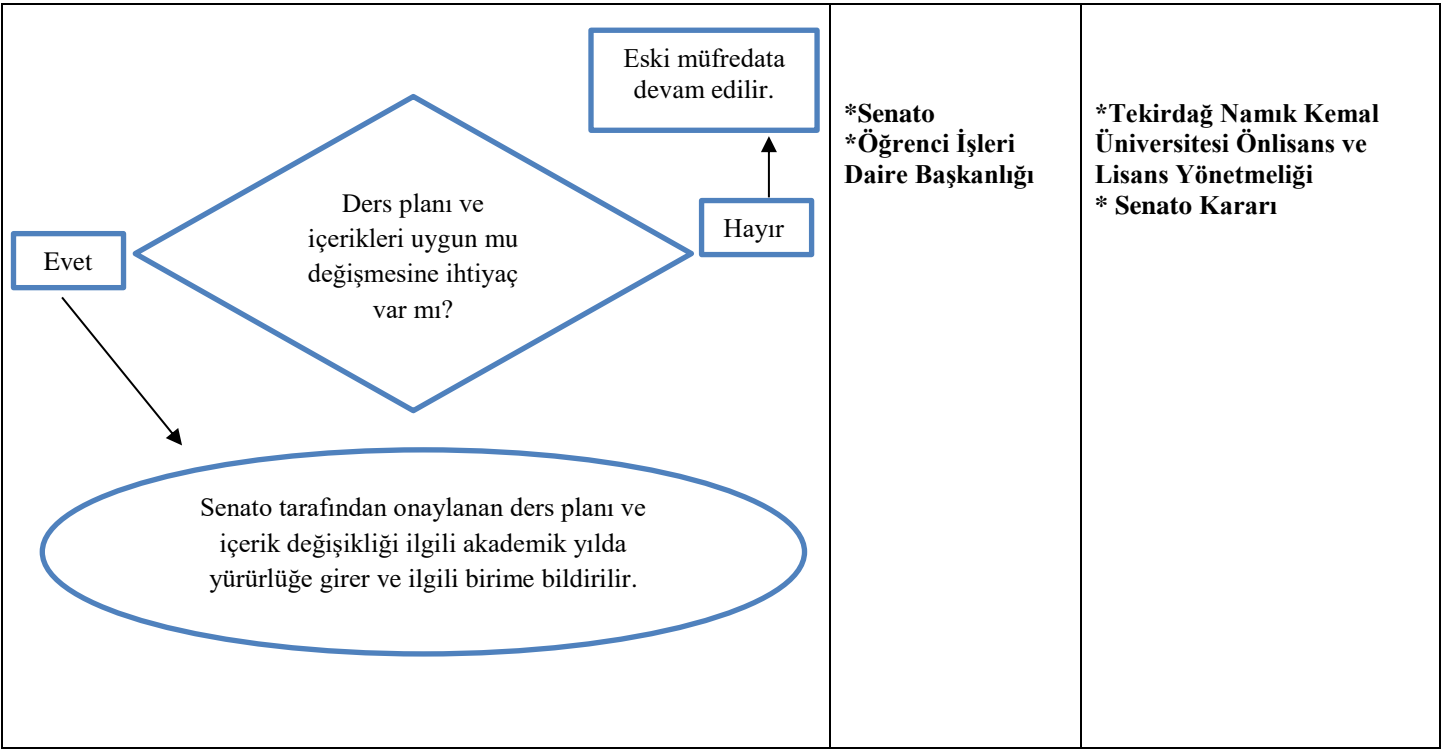 Eski müfredata
devam edilir.
Ders planı ve
içerikleri uygun mu
değişmesine ihtiyaç
var mı?
Hayır
Evet
Senato tarafından onaylanan ders planı ve
içerik değişikliği ilgili akademik yılda
yürürlüğe girer ve ilgili birime bildirilir.
*Senato
*Öğrenci İşleri
Daire Başkanlığı
*Tekirdağ Namık Kemal
Üniversitesi Önlisans ve
Lisans Yönetmeliği
* Senato Kararı